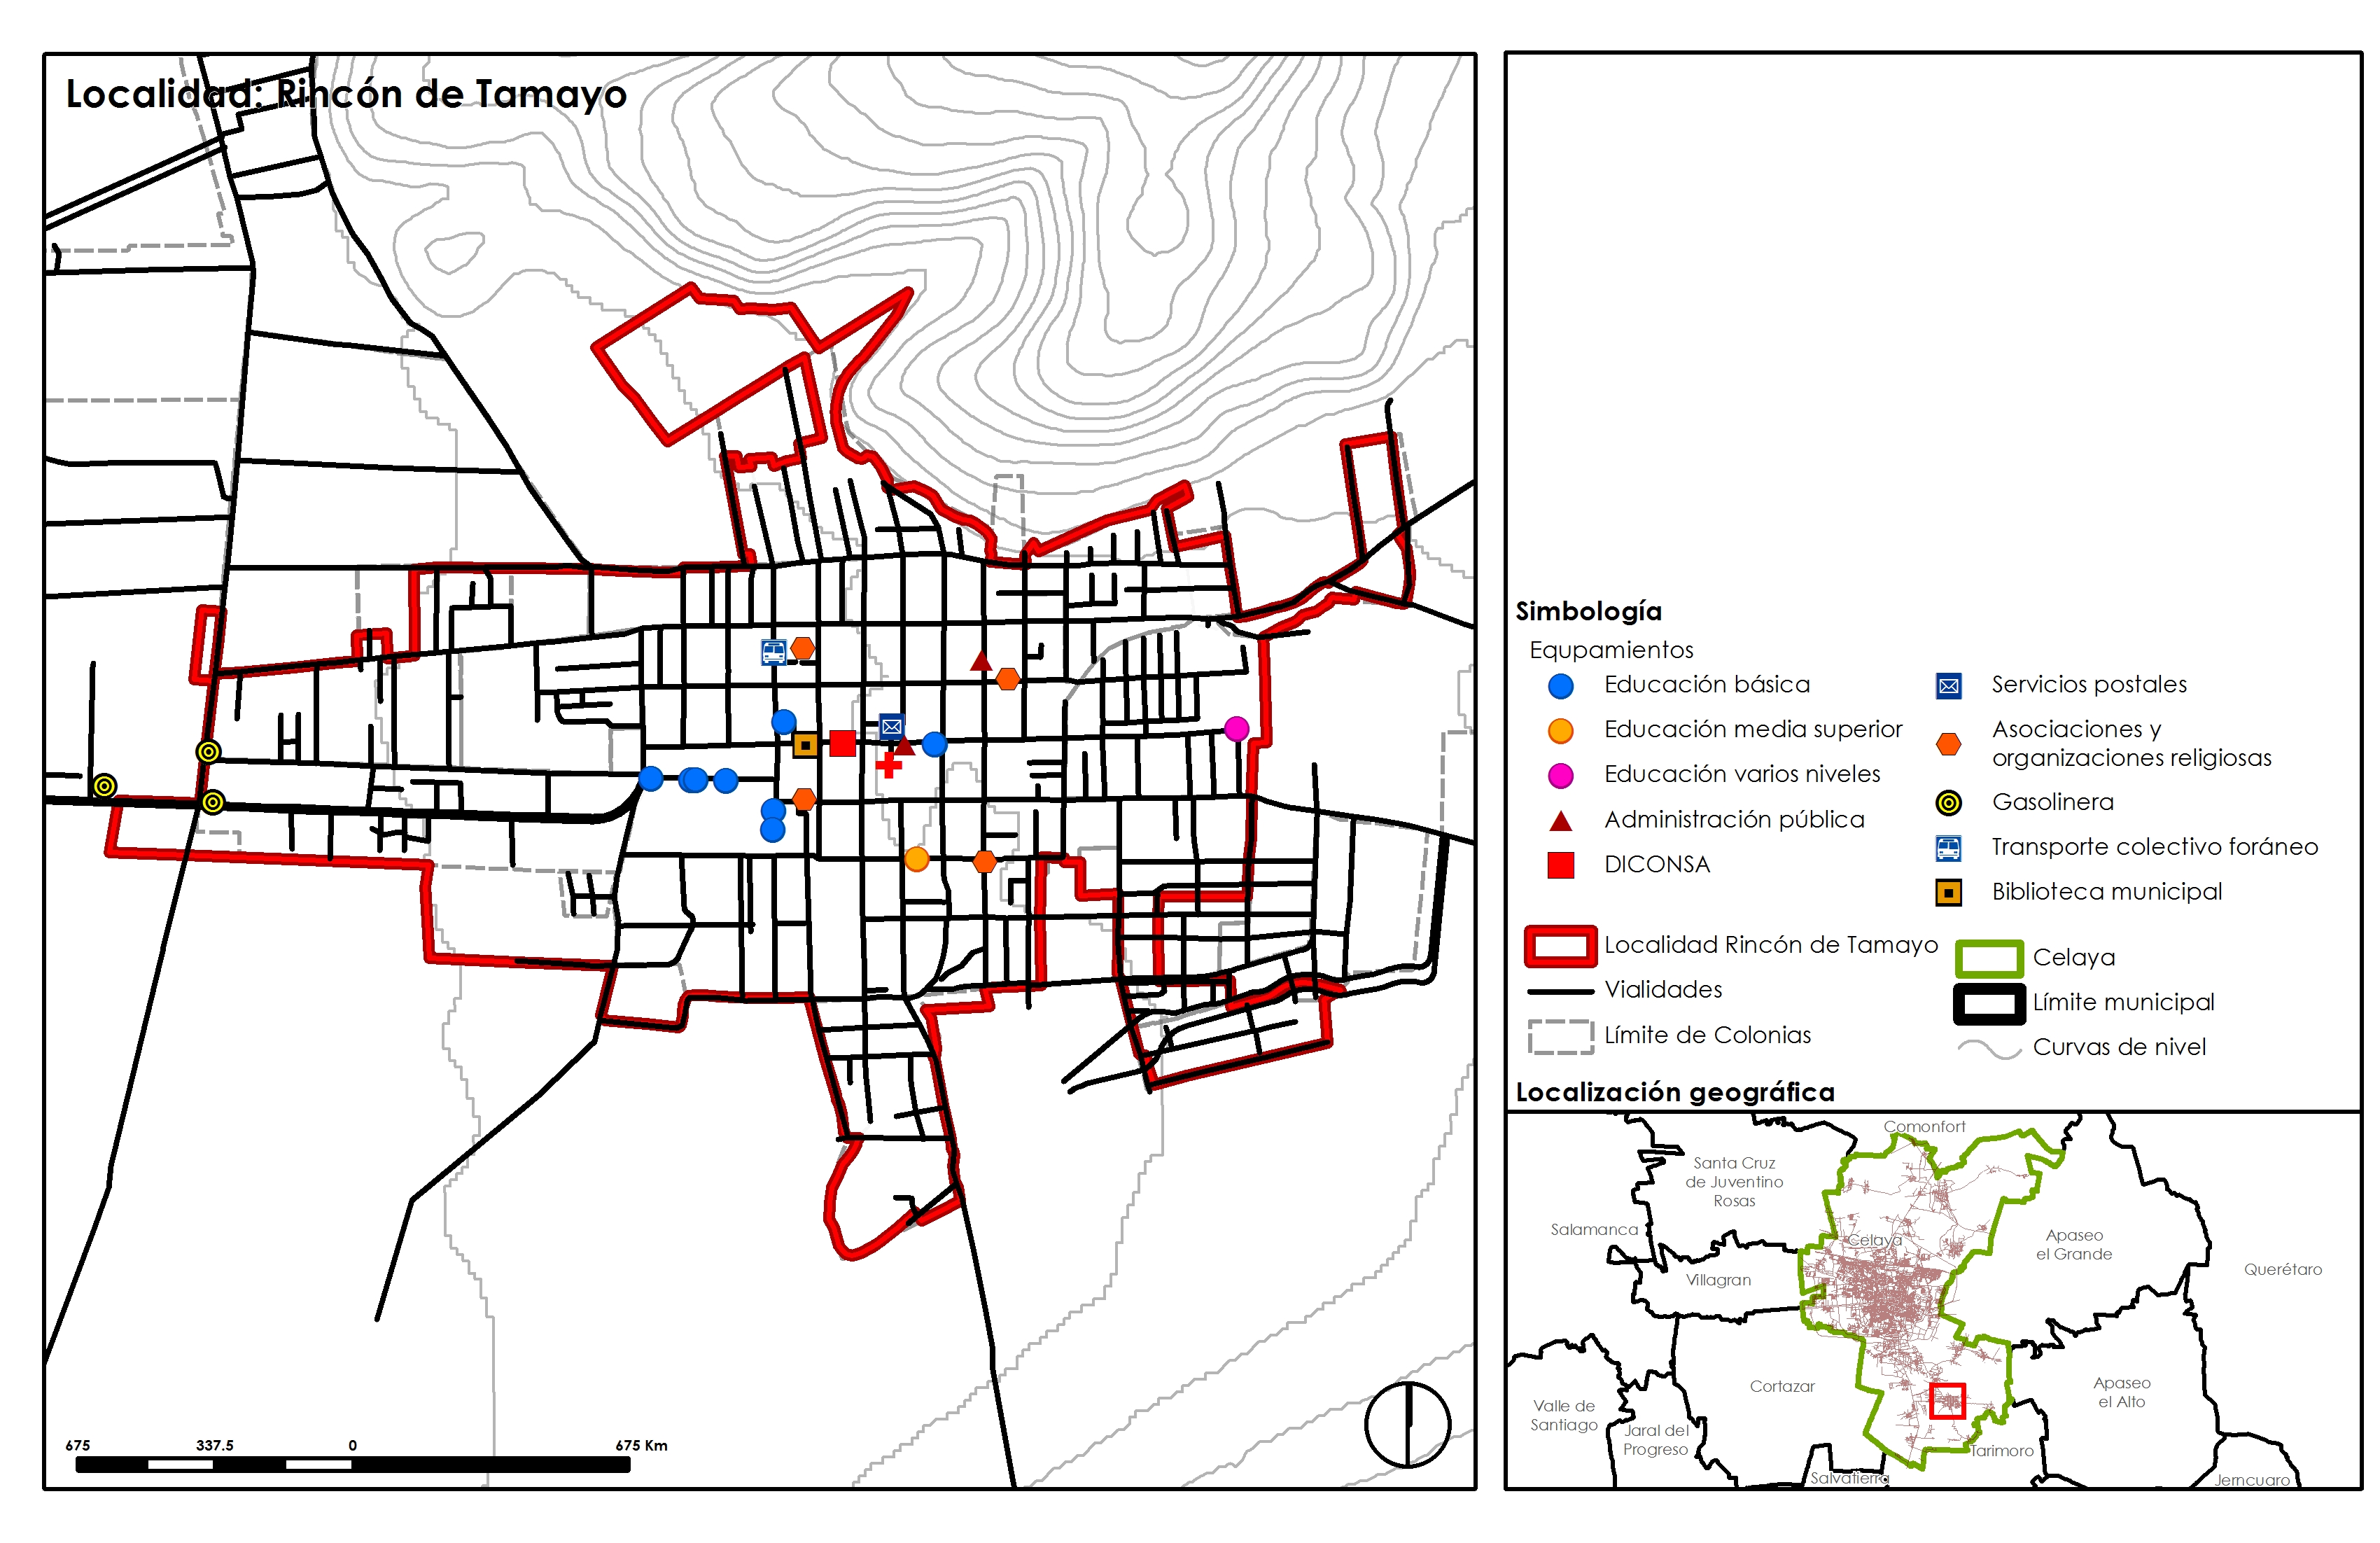 Localidad: Rincón de Tamayo
675 337.5 0 675 Km
Simbología
Equpamientos
Educación básica
Educación media superior
Educación varios niveles
Administración pública
DICONSA
Servicios postales
Asociaciones y
organizaciones religiosas
Gasolinera
Transporte colectivo foráneo
Biblioteca municipal
Localidad Rincón de Tamayo
Vialidades
Límite de Colonias
Celaya
Límite municipal
Curvas de nivel
Localización geográfica
Comonfort
Santa Cruz
de Juventino
Rosas
Salamanca
Celaya
Apaseo
el Grande
Villagran
Querétaro
Cortazar
Apaseo
el Alto
Valle de
Santiago
Jaral del
Progreso
Tarimoro
Salvatierra
Jerncuaro